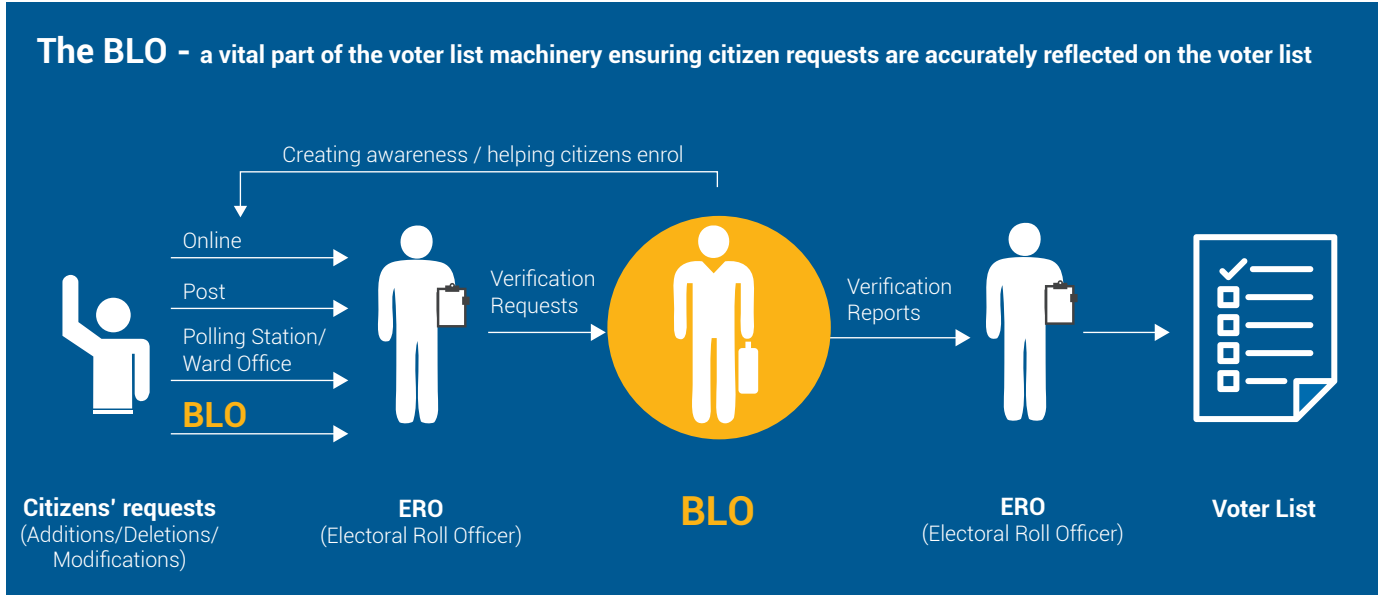 The BLO - a vital part of the voter list machinery ensuring citizen requests are accurately reflected on the voter list
Creating awareness / helping citizens enrol
Online
Post
Polling Station/
Ward Office
BLO
Verification
Requests
Verification
Reports
Citizens' requests
(Additions/Deletions/
Modifications)
ERO
(Electoral Roll Officer)
BLO
ERO
(Electoral Roll Officer)
Voter List